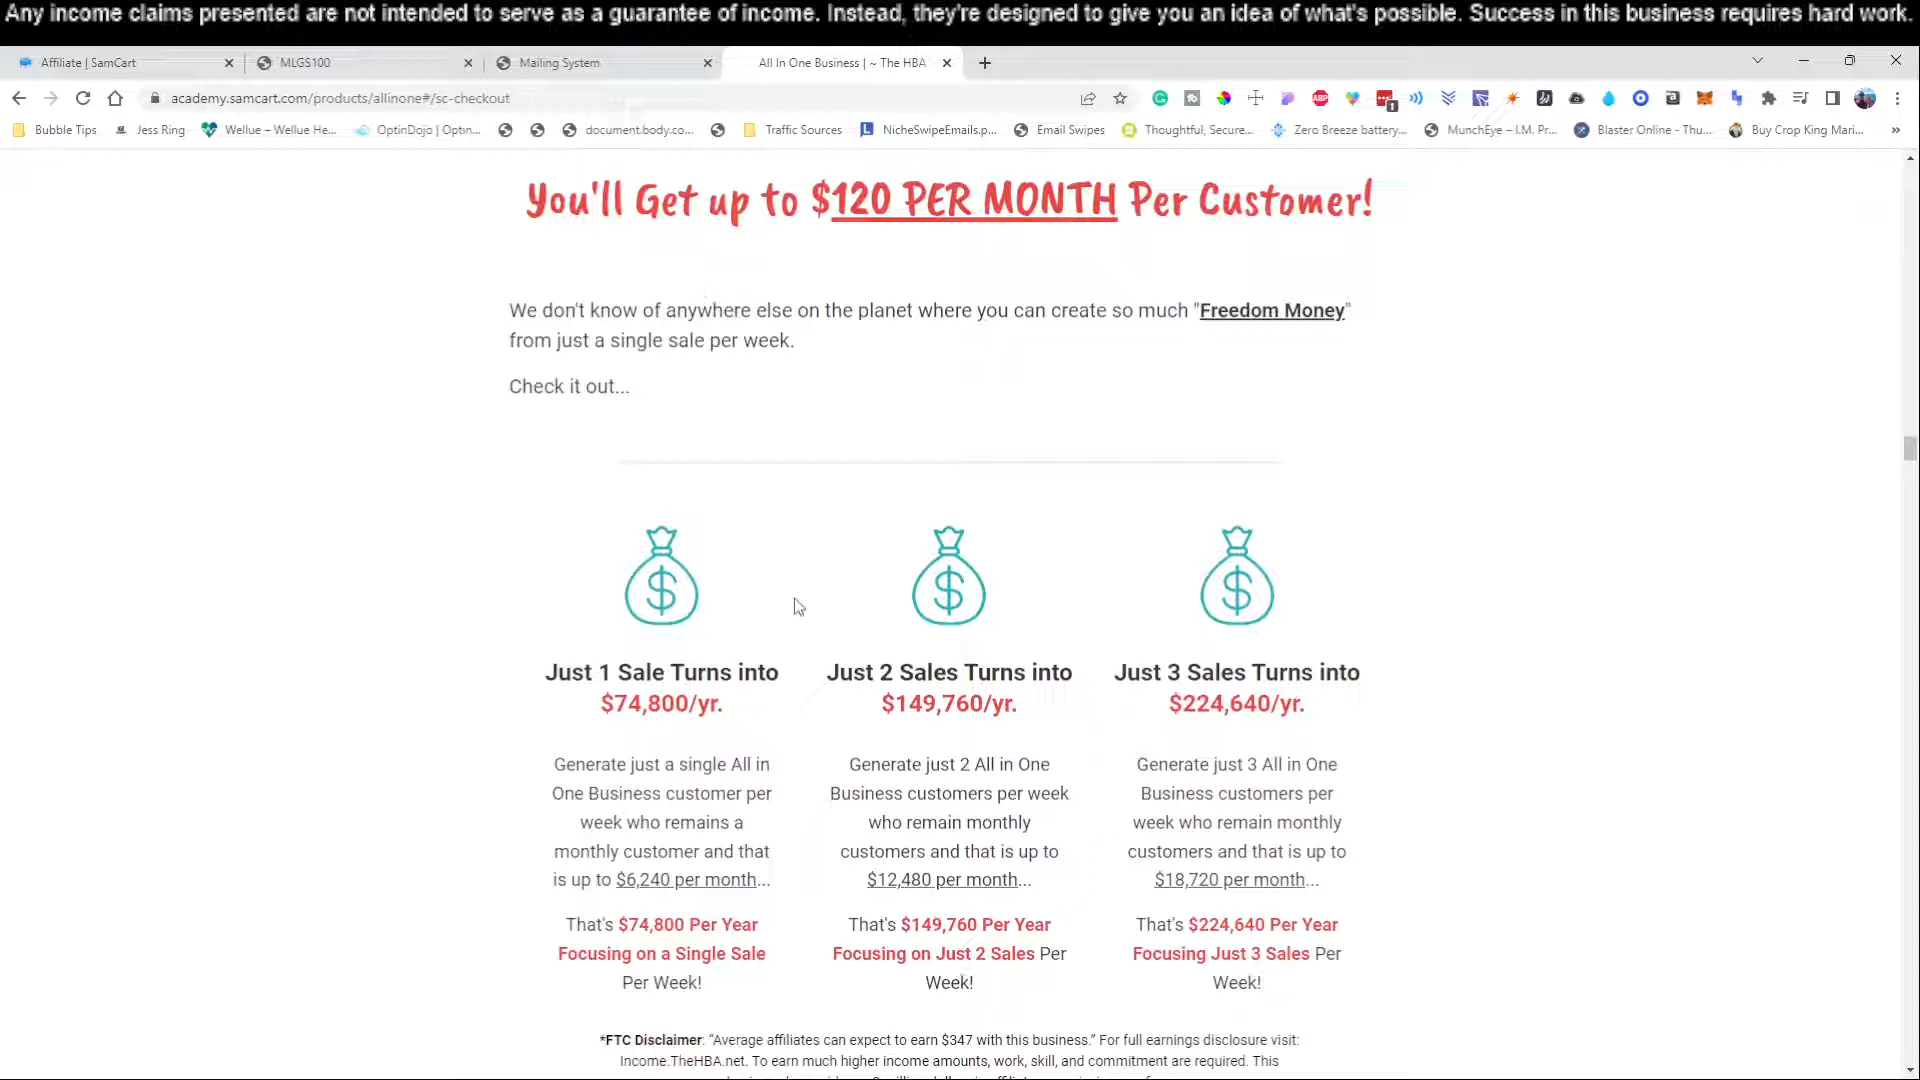 Any income claims presented are not intended to serve as a guarantee of income. Instead, they're designed to give you an idea of what's possible. Success in this business requires hard work.
Affiliate | SamCart
MLGS100
Mailing System
All In One Business | ~ The HBA
academy.samcart.com/products/allinone#/sc-checkout
Bubble Tips
Jess Ring
Wellue – Wellue He...
OptinDojo | Optin...
document.body.co...
Traffic Sources
NicheSwipeEmails.p...
Email Swipes
Thoughtful, Secure...
Zero Breeze battery...
MunchEye – I.M. Pr...
Blaster Online - Thu...
Buy Crop King Mari...
You'll Get up to $120 PER MONTH Per Customer!
We don't know of anywhere else on the planet where you can create so much "Freedom Money"
from just a single sale per week.
Check it out...
Just 1 Sale Turns into
$74,800/yr.
Generate just a single All in
One Business customer per
week who remains a
monthly customer and that
is up to $6,240 per month...
That's $74,800 Per Year
Focusing on a Single Sale
Per Week!
Just 2 Sales Turns into
$149,760/yr.
Generate just 2 All in One
Business customers per week
who remain monthly
customers and that is up to
$12,480 per month...
That's $149,760 Per Year
Focusing on Just 2 Sales Per
Week!
Just 3 Sales Turns into
$224,640/yr.
Generate just 3 All in One
Business customers per
week who remain monthly
customers and that is up to
$18,720 per month...
That's $224,640 Per Year
Focusing Just 3 Sales Per
Week!
*FTC Disclaimer: “Average affiliates can expect to earn $347 with this business.” For full earnings disclosure visit:
Income.TheHBA.net. To earn much higher income amounts, work, skill, and commitment are required. This